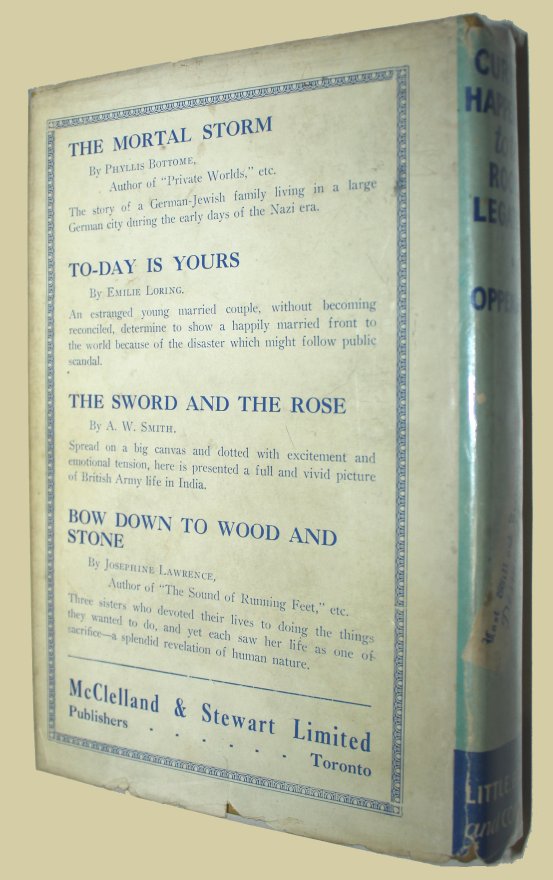 THE MORTAL STORM
By Phyllis Bottome,
Author of "Private Worlds," etc.
The story of a German-Jewish family living in a large
German city during the early days of the Nazi era.
TO-DAY IS YOURS
By Emilie Loring.
An estranged young married couple, without becoming
reconciled, determine to show a happily married front to
the world because of the disaster which might follow public
scandal.
THE SWORD AND THE ROSE
By A. W. Smith.
Spread on a big canvas and dotted with excitement and
emotional tension, here is presented a full and vivid picture
of British Army life in India.
BOW DOWN TO WOOD AND
STONE
By Josephine Lawrence,
Author of "The Sound of Running Feet," etc.
Three sisters who devoted their lives to doing the things
they wanted to do, and yet each saw her life as one of
sacrifice—a splendid revelation of human nature.
McClelland & Stewart Limited
Publishers . . . . . . Toronto
CUR
HAPP
to
RO
LEGA
OPPEN
LITTLE
and CO